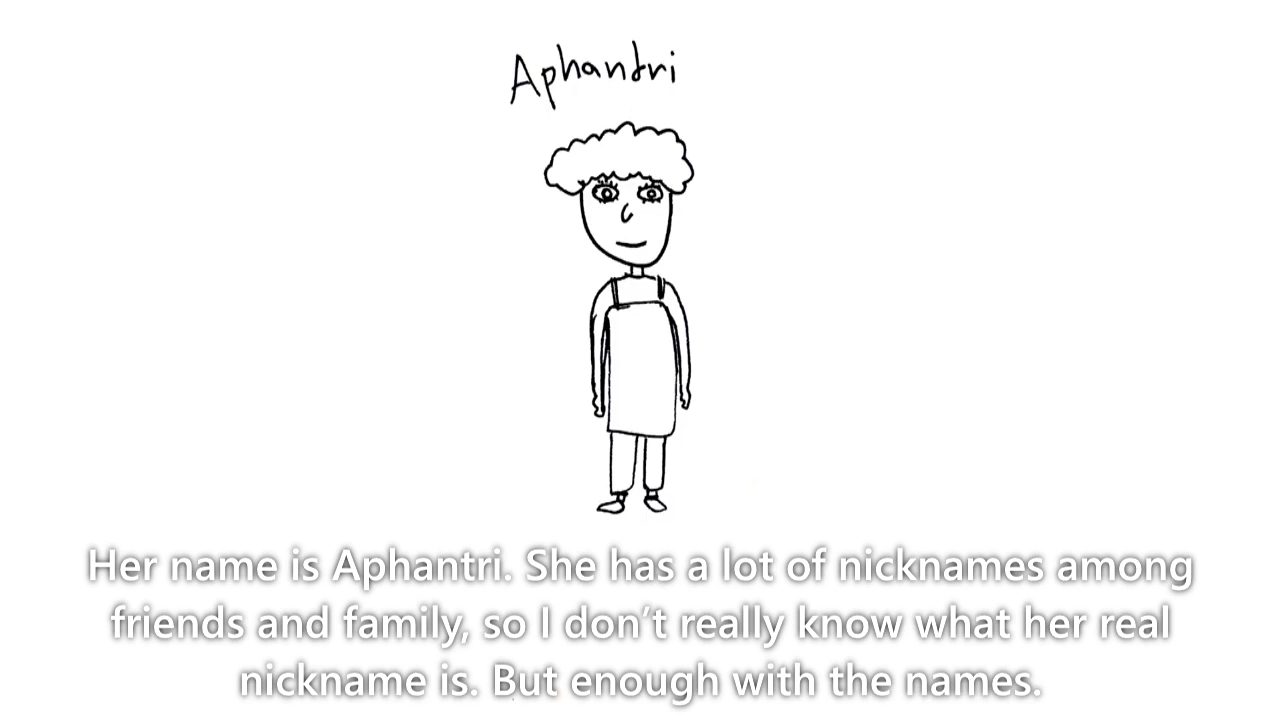 Aphantri
Her name is Aphantri. She has a lot of nicknames among
friends and family, so I don’t really know what her real
nickname is. But enough with the names.